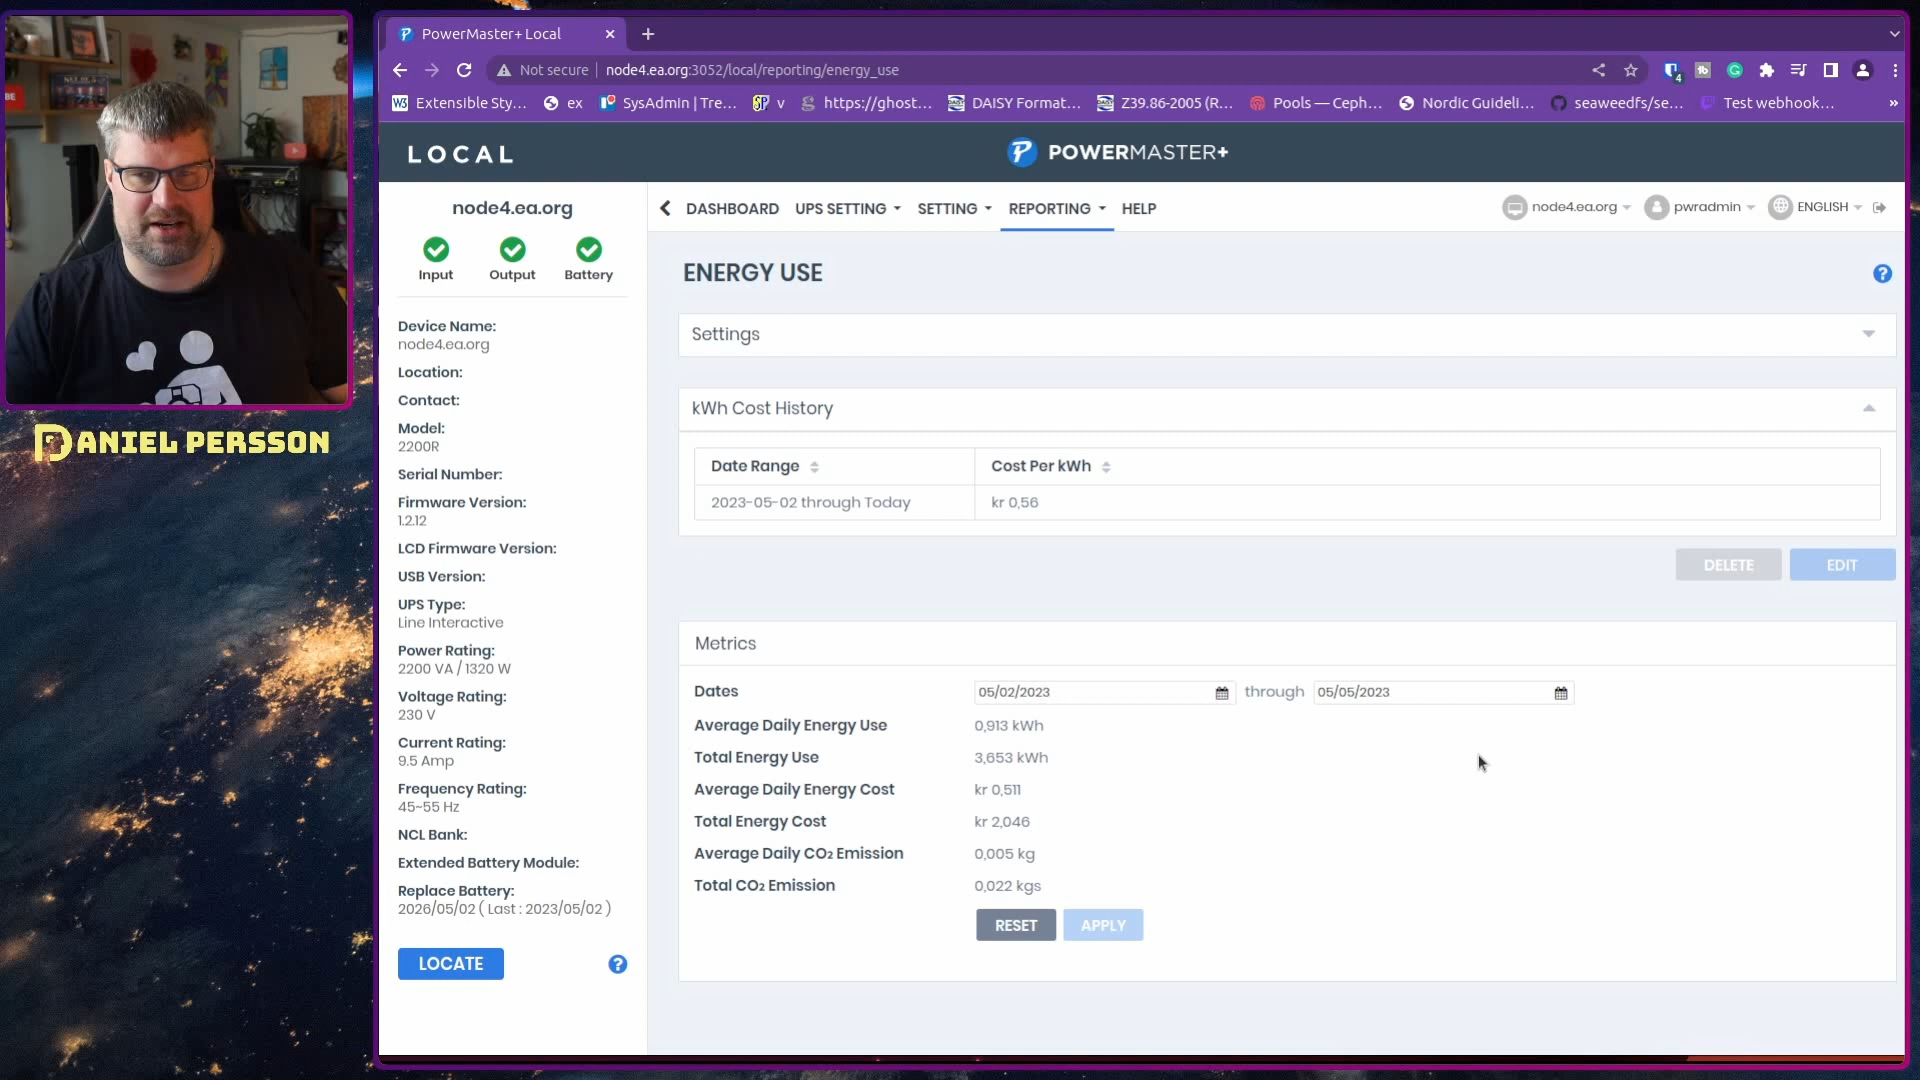 PowerMaster+ Local
Not secure
node4.ea.org:3052/local/reporting/energy_use
4
Extensible Sty...
ex
SysAdmin | Tre...
v
https://ghost...
DAISY Format...
Z39.86-2005 (R...
Pools — Ceph...
Nordic Guideli...
seaweedfs/se...
Test webhook...
»
LOCAL
POWERMASTER+
node4.ea.org
Input
Output
Battery
DASHBOARD
UPS SETTING
SETTING
REPORTING
HELP
node4.ea.org
pwradmin
ENGLISH
Device Name:
node4.ea.org
Location:
Contact:
Model:
2200R
Serial Number:
Firmware Version:
1.2.12
LCD Firmware Version:
USB Version:
UPS Type:
Line Interactive
Power Rating:
2200 VA / 1320 W
Voltage Rating:
230 V
Current Rating:
9.5 Amp
Frequency Rating:
45~55 Hz
NCL Bank:
Extended Battery Module:
Replace Battery:
2026/05/02 ( Last : 2023/05/02 )
LOCATE
?
ENERGY USE
?
Settings
kWh Cost History
Date Range
Cost Per kWh
2023-05-02 through Today
kr 0,56
DELETE
EDIT
Metrics
Dates
05/02/2023
through
05/05/2023
Average Daily Energy Use
0,913 kWh
Total Energy Use
3,653 kWh
Average Daily Energy Cost
kr 0,511
Total Energy Cost
kr 2,046
Average Daily CO₂ Emission
0,005 kg
Total CO₂ Emission
0,022 kgs
RESET
APPLY
DANIEL PERSSON